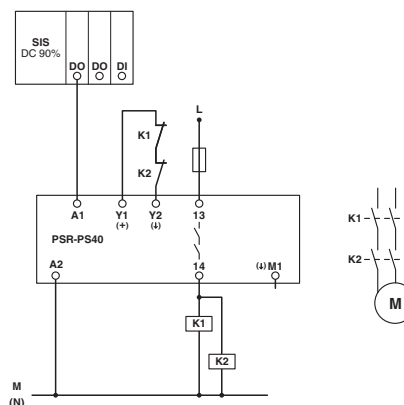 SIS
DC 90%
DO DO DI
L
K1
K2
A1 Y1 Y2 13
(+) (↓)
PSR-PS40
A2 14 (↓) M1
K1
K2
M
(N)
K1
K2
M